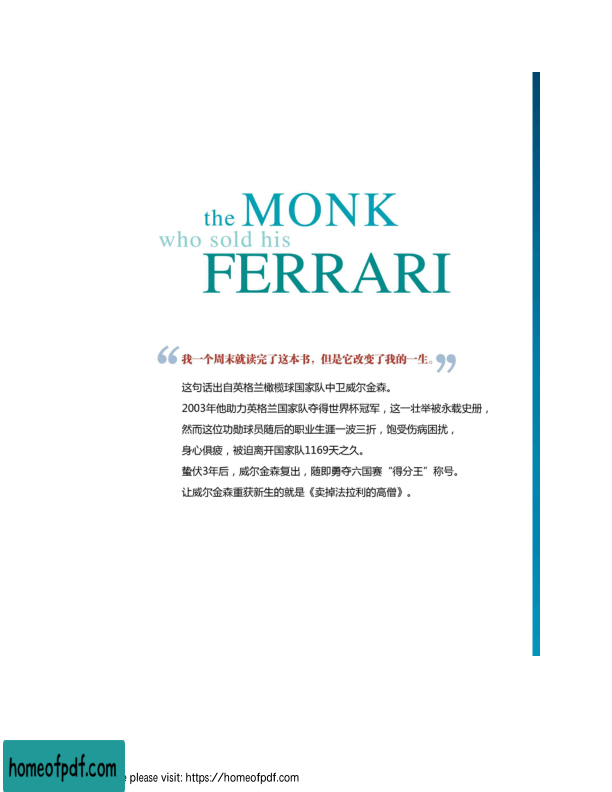 the MONK
who sold his
FERRARI
“我一个周末就读完了这本书，但是它改变了我的一生。”
这句话出自英格兰橄榄球国家队中卫威尔金森。
2003年他助力英格兰国家队夺得世界杯冠军，这一壮举被永载史册，
然而这位功勋球员随后的职业生涯一波三折，饱受伤病困扰，
身心俱疲，被迫离开国家队1169天之久。
蛰伏3年后，威尔金森复出，随即勇夺六国赛“得分王”称号。
让威尔金森重获新生的就是《卖掉法拉利的高僧》。
homeofpdf.com
please visit: https://homeofpdf.com